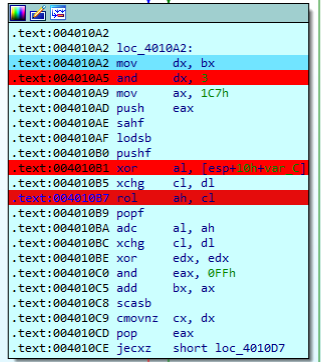 .text:004010A2
.text:004010A2 loc_4010A2:
.text:004010A2 mov dx, bx
.text:004010A5 and dx, 3
.text:004010A9 mov ax, 1C7h
.text:004010AD push eax
.text:004010AE sahf
.text:004010AF lodsb
.text:004010B0 pushf
.text:004010B1 xor al, [esp+10h+var_C]
.text:004010B5 xchg cl, dl
.text:004010B7 rol ah, cl
.text:004010B9 popf
.text:004010BA adc al, ah
.text:004010BC xchg cl, dl
.text:004010BE xor edx, edx
.text:004010C0 and eax, 0FFh
.text:004010C5 add bx, ax
.text:004010C8 scasb
.text:004010C9 cmovnz cx, dx
.text:004010CD pop eax
.text:004010CE jecxz short loc_4010D7